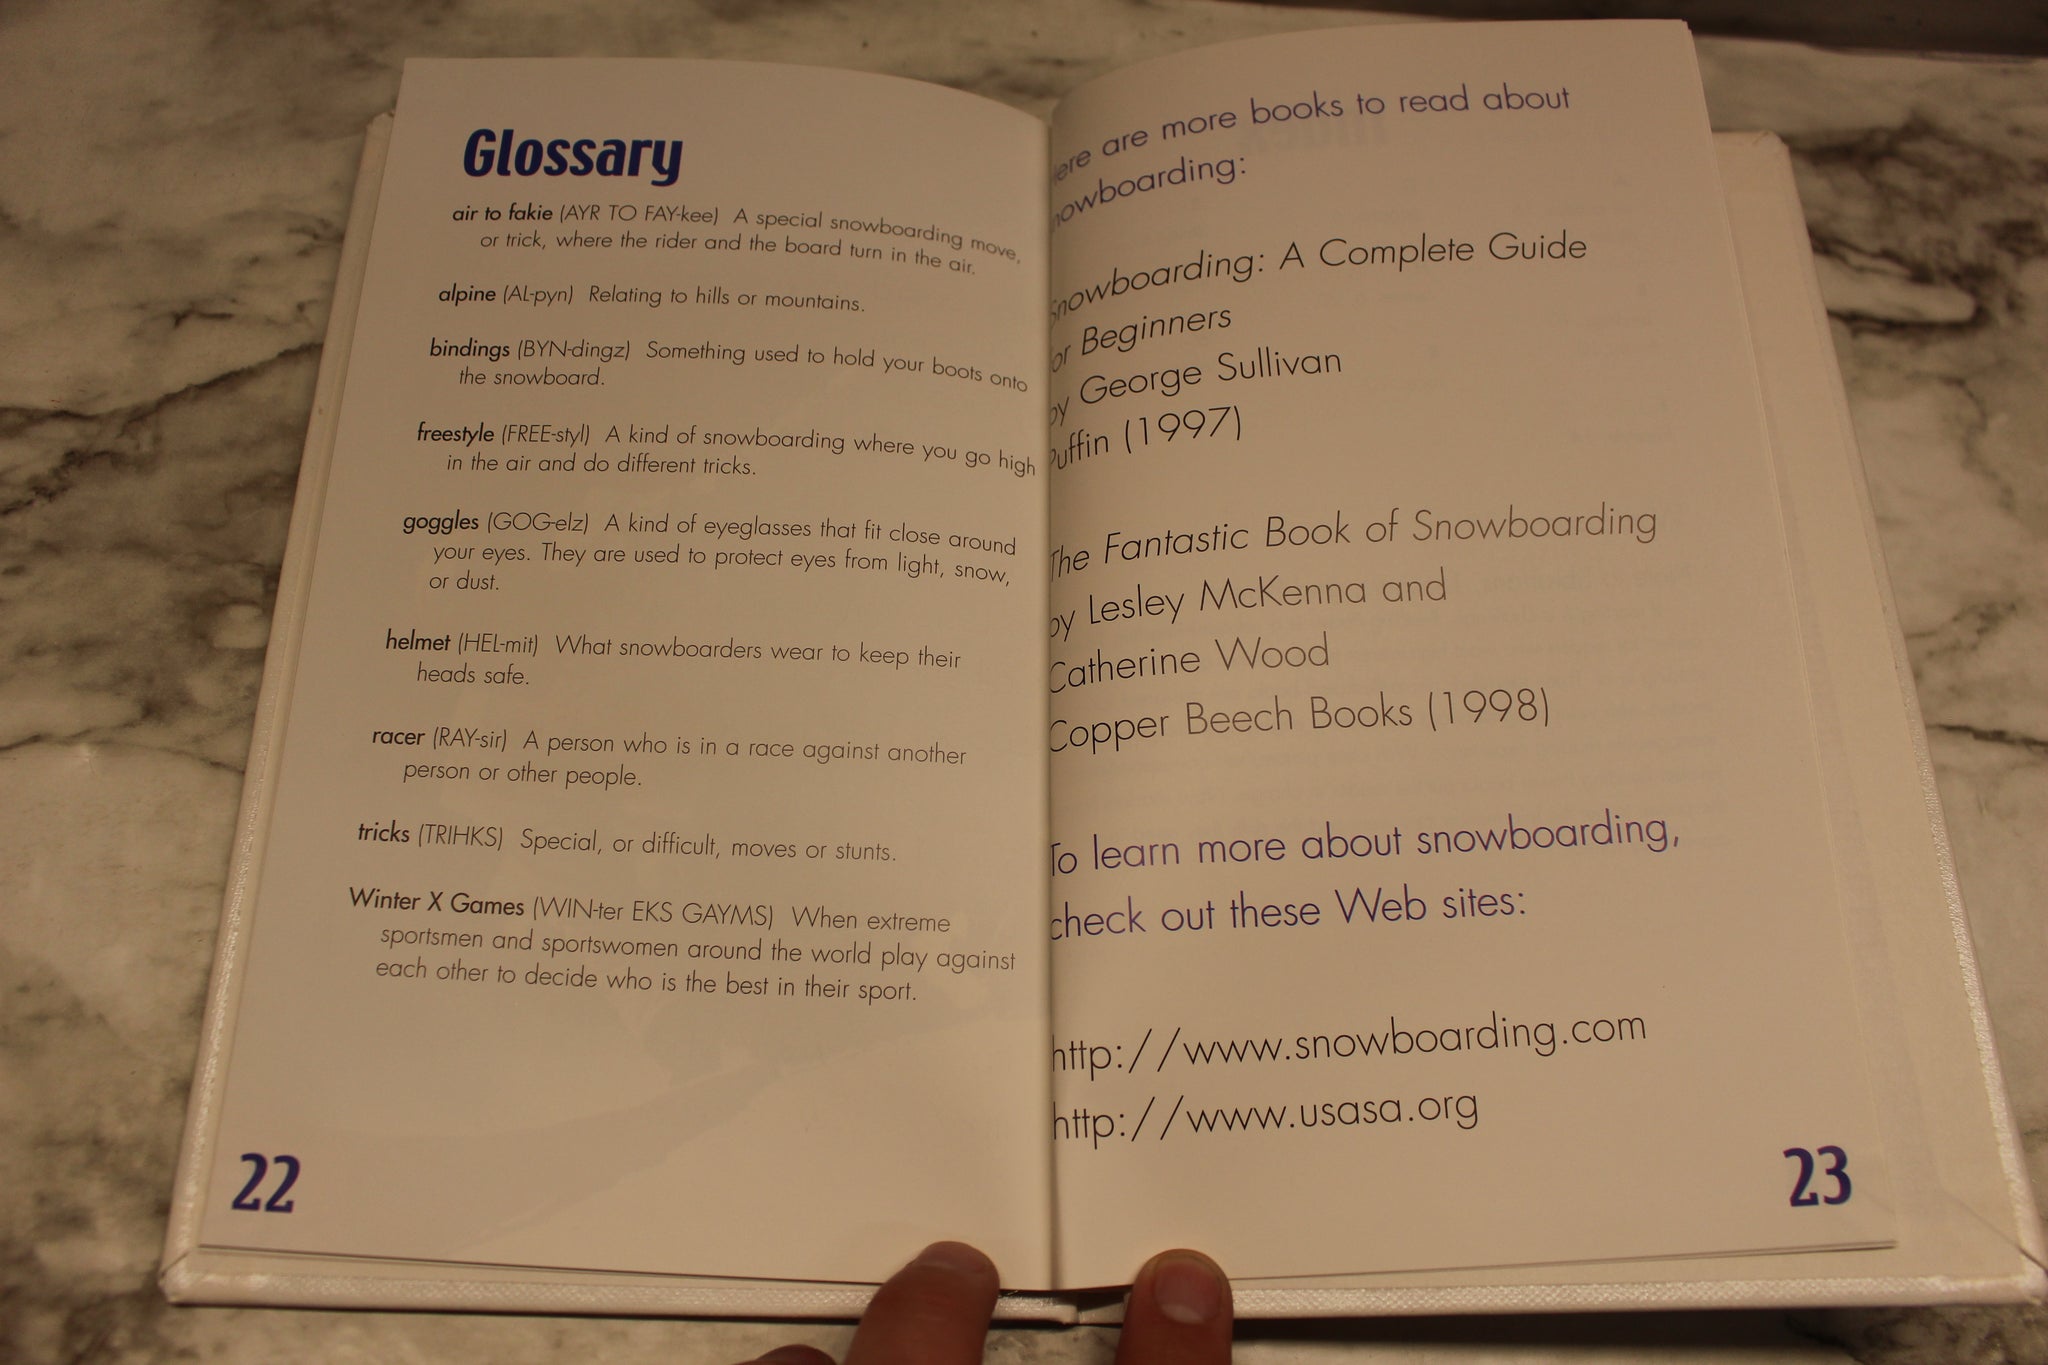 Glossary
air to fakie (AYR TO FAY-kee) A special snowboarding move,
or trick, where the rider and the board turn in the air.
alpine (AL-pyn) Relating to hills or mountains.
bindings (BYN-dingz) Something used to hold your boots onto
the snowboard.
freestyle (FREE-styl) A kind of snowboarding where you go high
in the air and do different tricks.
goggles (GOG-elz) A kind of eyeglasses that fit close around
your eyes. They are used to protect eyes from light, snow,
or dust.
helmet (HEL-mit) What snowboarders wear to keep their
heads safe.
racer (RAY-sir) A person who is in a race against another
person or other people.
tricks (TRIHKS) Special, or difficult, moves or stunts.
Winter X Games (WIN-ter EKS GAYMS) When extreme
sportsmen and sportswomen around the world play against
each other to decide who is the best in their sport.
22
Here are more books to read about
snowboarding:
Snowboarding: A Complete Guide
for Beginners
by George Sullivan
Puffin (1997)
The Fantastic Book of Snowboarding
by Lesley McKenna and
Catherine Wood
Copper Beech Books (1998)
To learn more about snowboarding,
check out these Web sites:
http://www.snowboarding.com
http://www.usasa.org
23